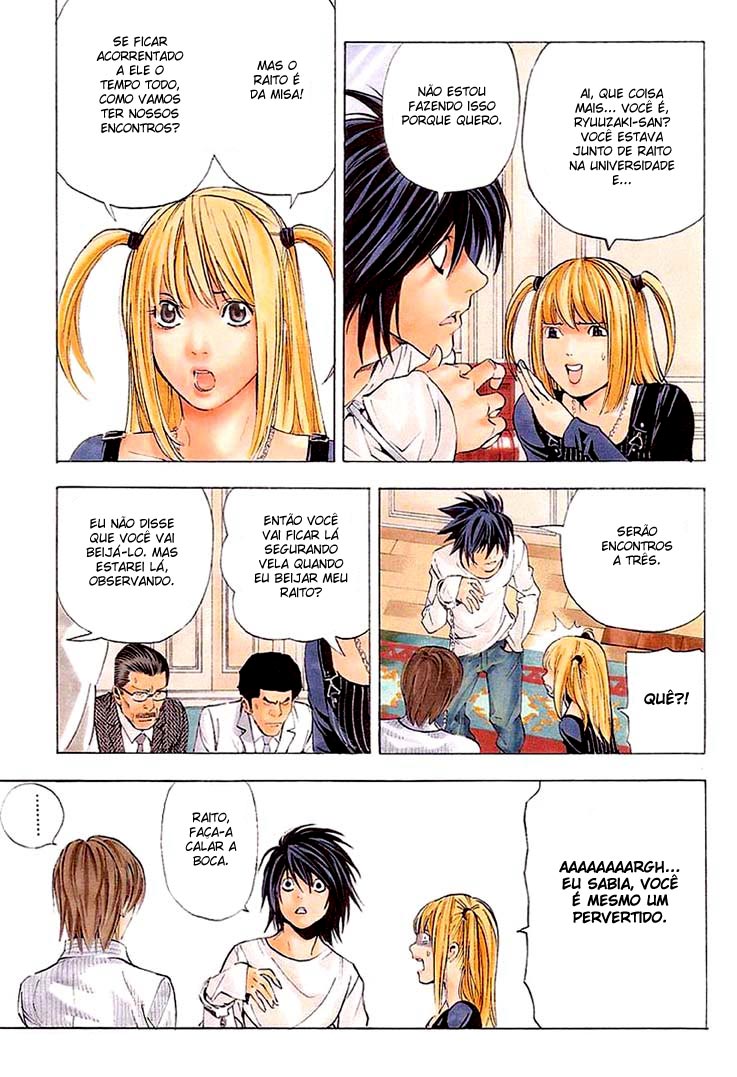 AI, QUE COISA
MAIS... VOCÊ É,
RYUUZAKI-SAN?
VOCÊ ESTAVA
JUNTO DE RAITO
NA UNIVERSIDADE
E...
NÃO ESTOU
FAZENDO ISSO
PORQUE QUERO.
MAS O
RAITO É
DA MISA!
SE FICAR
ACORRENTADO
A ELE O
TEMPO TODO,
COMO VAMOS
TER NOSSOS
ENCONTROS?
SERÃO
ENCONTROS
A TRÊS.
QUÊ?!
ENTÃO VOCÊ
VAI FICAR LÁ
SEGURANDO
VELA QUANDO
EU BEIJAR MEU
RAITO?
EU NÃO DISSE
QUE VOCÊ VAI
BEIJÁ-LO. MAS
ESTAREI LÁ,
OBSERVANDO.
AAAAAAAARGH...
EU SABIA, VOCÊ
É MESMO UM
PERVERTIDO.
RAITO,
FAÇA-A
CALAR A
BOCA.
........